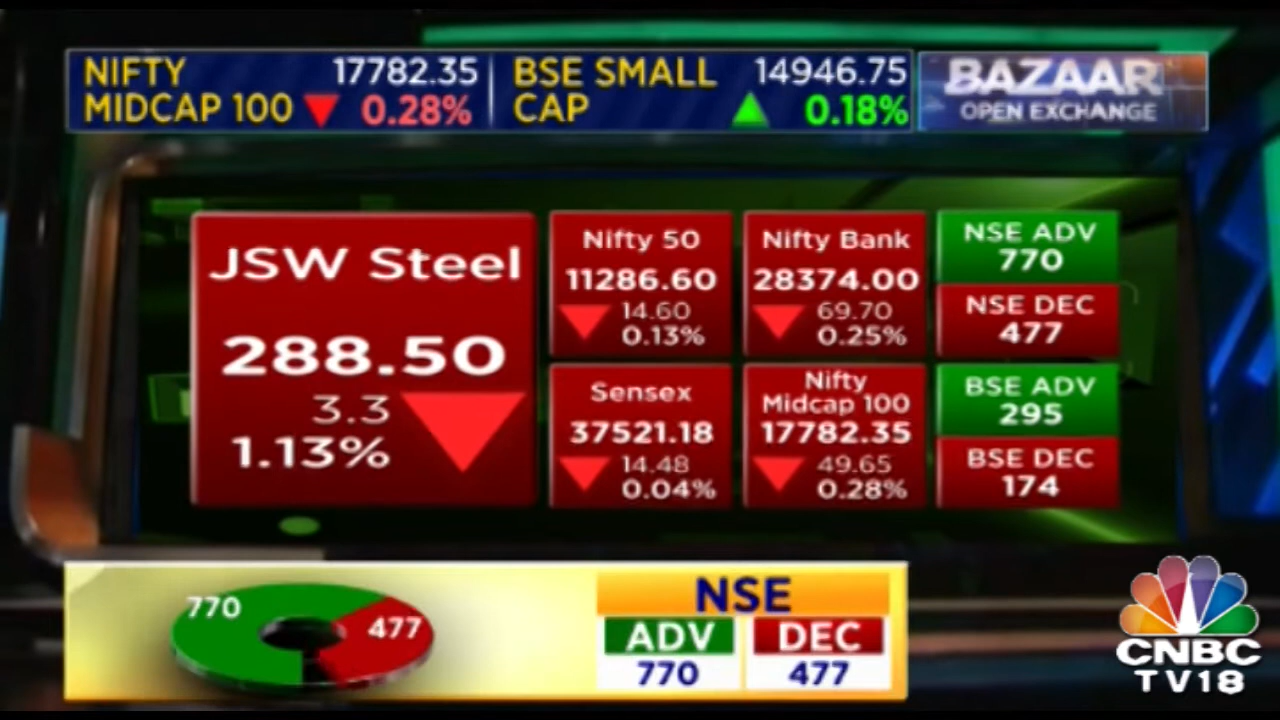 NIFTY 17782.35
MIDCAP 100 0.28%
BSE SMALL 14946.75
CAP 0.18%
BAZAAR
OPEN EXCHANGE
JSW Steel
288.50
3.3
1.13%
Nifty 50
11286.60
14.60
0.13%
Nifty Bank
28374.00
69.70
0.25%
NSE ADV
770
NSE DEC
477
Sensex
37521.18
14.48
0.04%
Nifty
Midcap 100
17782.35
49.65
0.28%
BSE ADV
295
BSE DEC
174
770
477
NSE
ADV DEC
770 477
CNBC
TV18